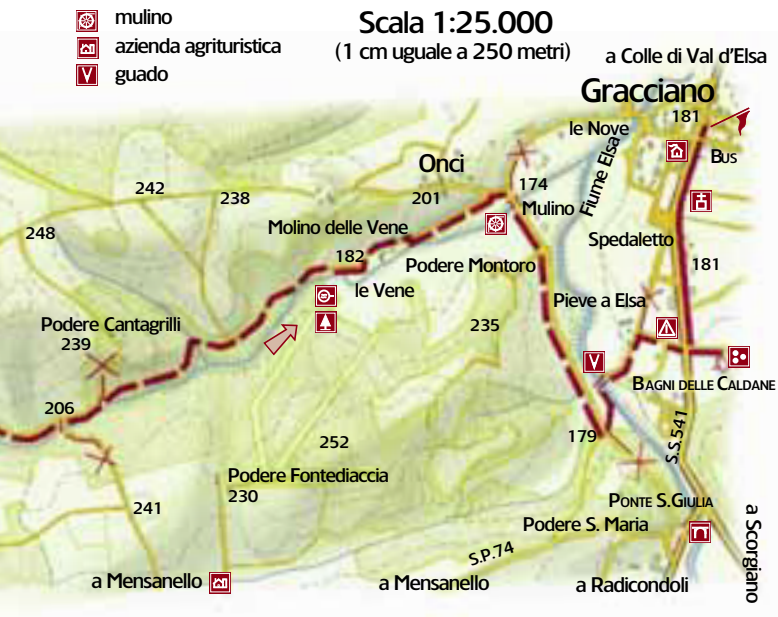 mulino
azienda agrituristica
guado
Scala 1:25.000
(1 cm uguale a 250 metri)
a Colle di Val d'Elsa
Gracciano
181
le Nove
Bus
Fiume Elsa
Onci
174
242
238
201
Mulino
Molino delle Vene
248
Spedaletto
182
Podere Montoro
181
le Vene
Pieve a Elsa
Podere Cantagrilli
235
239
Bagni delle Caldane
206
S.S.541
179
252
Podere Fontediaccia
230
241
Ponte S.Giulia
Podere S. Maria
a Scorgiano
S.P.74
a Mensanello
a Mensanello
a Radicondoli